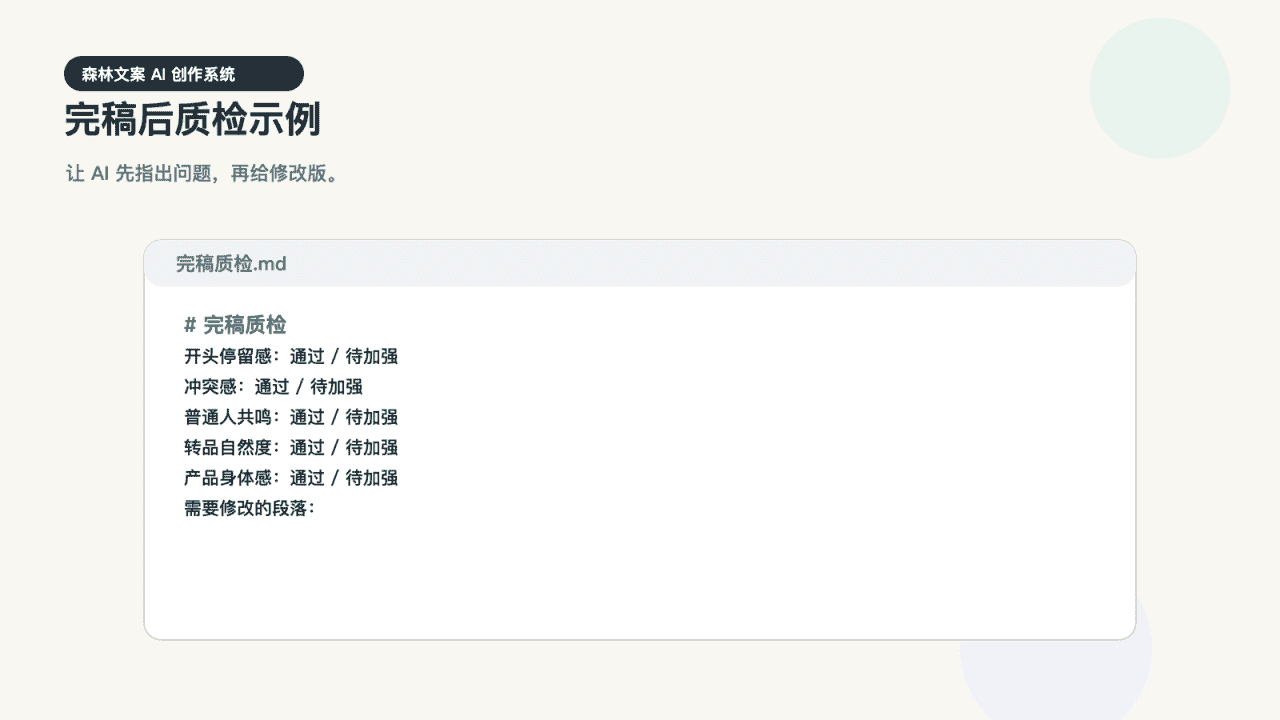 森林文案 AI 创作系统
完稿后质检示例
让 AI 先指出问题，再给修改版。
完稿质检.md
# 完稿质检
开头停留感：通过 / 待加强
冲突感：通过 / 待加强
普通人共鸣：通过 / 待加强
转品自然度：通过 / 待加强
产品身体感：通过 / 待加强
需要修改的段落：